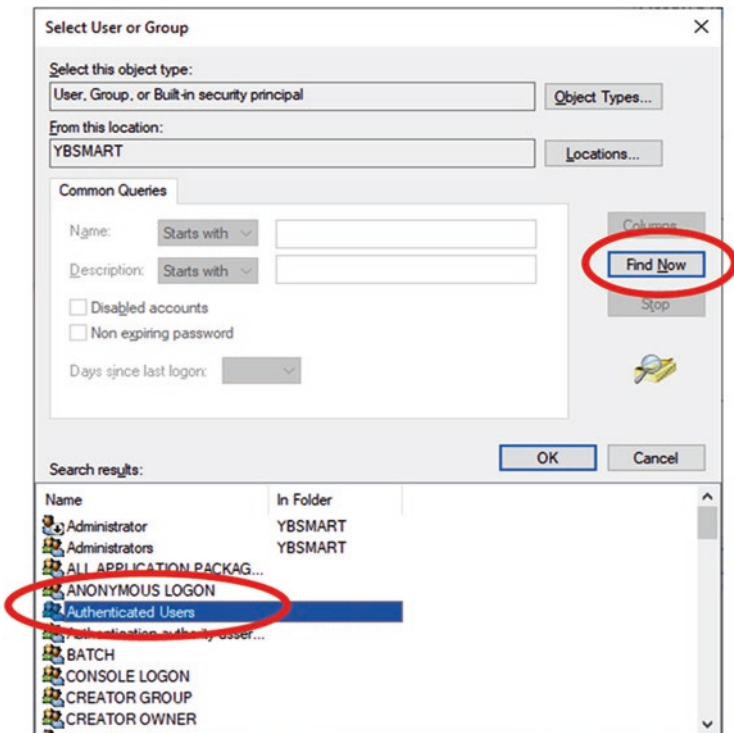 Select User or Group
Select this object type:
User, Group, or Built-in security principal
Object Types...
From this location:
YBSMART
Locations...
Common Queries
Name: Starts with
Description: Starts with
Disabled accounts
Non expiring password
Days since last logon:
Columns...
Find Now
Stop
OK Cancel
Search results:
Name In Folder
Administrator YBSMART
Administrators YBSMART
ALL APPLICATION PACKAG...
ANONYMOUS LOGON
Authenticated Users
Authentication authority asser...
BATCH
CONSOLE LOGON
CREATOR GROUP
CREATOR OWNER